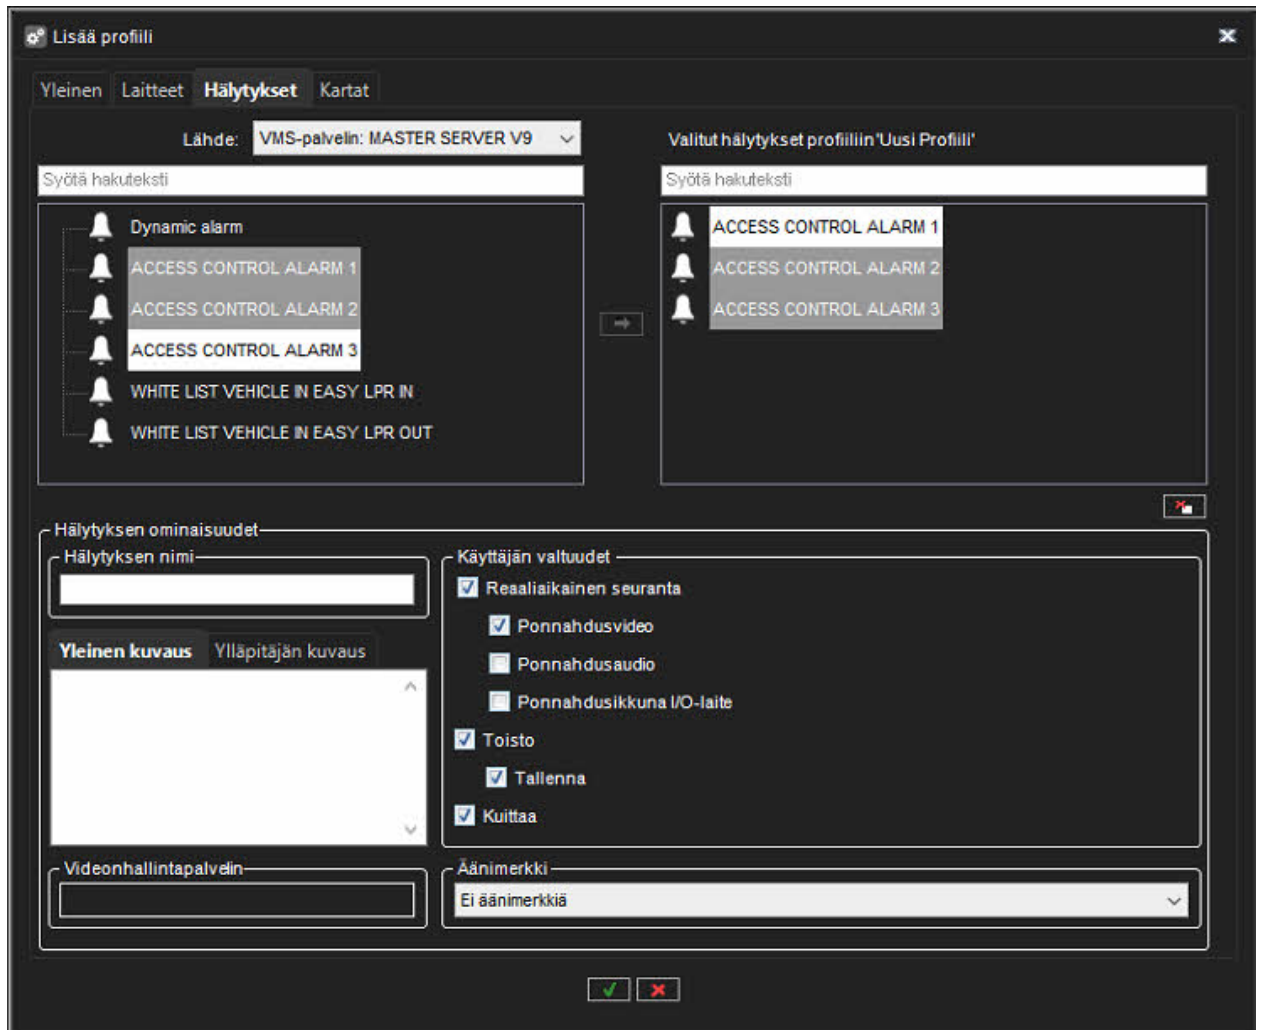 Lisää profiili
Yleinen Laitteet Hälytykset Kartat
Lähde: VMS-palvelin: MASTER SERVER V9
Syötä hakuteksti
Dynamic alarm
ACCESS CONTROL ALARM 1
ACCESS CONTROL ALARM 2
ACCESS CONTROL ALARM 3
WHITE LIST VEHICLE IN EASY LPR IN
WHITE LIST VEHICLE IN EASY LPR OUT
Valitut hälytykset profiiliin 'Uusi Profiili'
Syötä hakuteksti
ACCESS CONTROL ALARM 1
ACCESS CONTROL ALARM 2
ACCESS CONTROL ALARM 3
Hälytyksen ominaisuudet
Hälytyksen nimi
Yleinen kuvaus Ylläpitäjän kuvaus
Videonhallintapalvelin
Käyttäjän valtuudet
Reaaliaikainen seuranta
Ponnahdusvideo
Ponnahdusaudio
Ponnahdusikkuna I/O-laite
Toisto
Tallenna
Kuittaa
Äänimerkki
Ei äänimerkkiä